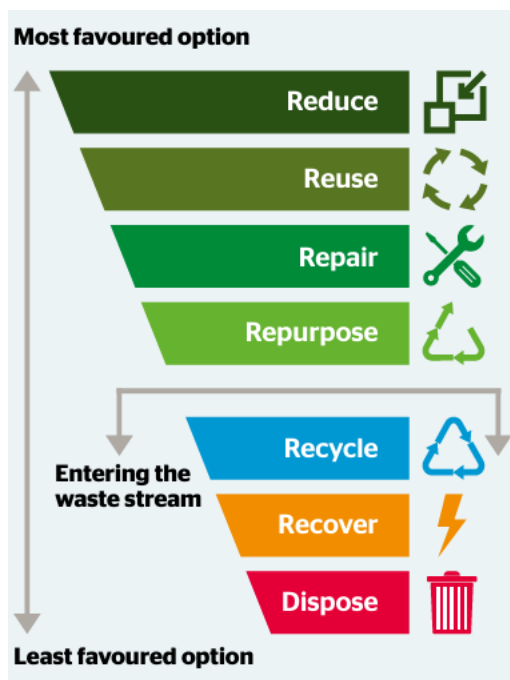 Most favoured option
Reduce
Reuse
Repair
Repurpose
Recycle
Entering the
waste stream
Recover
Dispose
Least favoured option